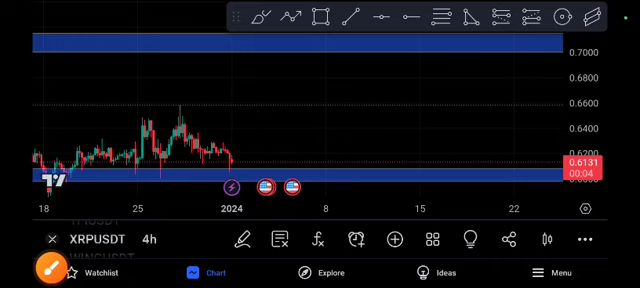 0.7000
0.6800
0.6600
0.6400
0.6200
0.6131
00:04
18
25
2024
8
15
22
XRPUSDT 4h
Watchlist
Chart
Explore
Ideas
Menu